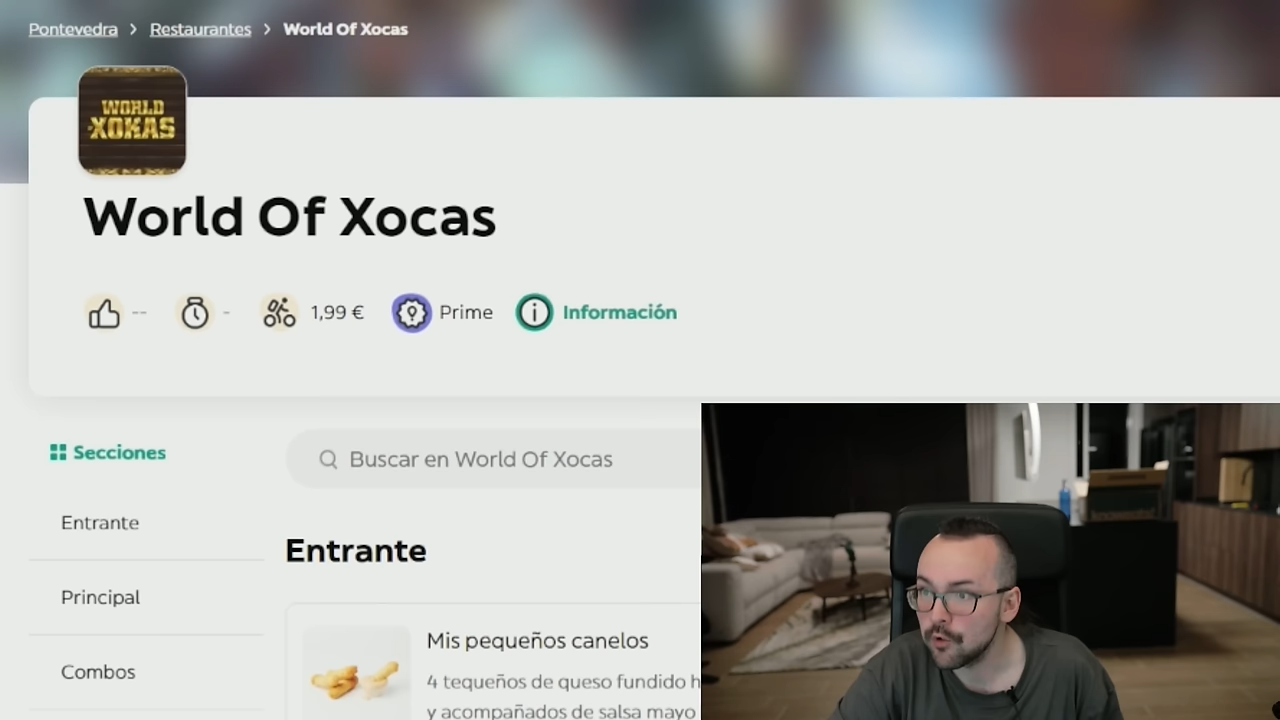 Pontevedra > Restaurantes > World Of Xocas
WORLD
XOKAS
World Of Xocas
-- - 1,99 € Prime Información
Secciones
Buscar en World Of Xocas
Entrante
Entrante
Principal
Mis pequeños canelos
Combos
4 tequeños de queso fundido h
y acompañados de salsa mayo